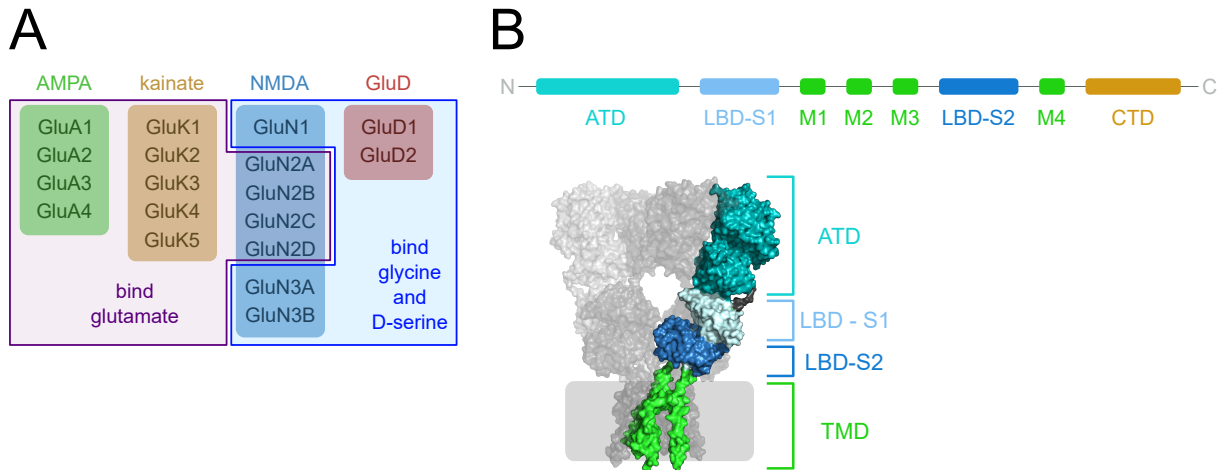 A
AMPA
kainate
NMDA
GluD
GluA1
GluA2
GluA3
GluA4
GluK1
GluK2
GluK3
GluK4
GluK5
GluN1
GluN2A
GluN2B
GluN2C
GluN2D
GluN3A
GluN3B
GluD1
GluD2
bind
glutamate
bind
glycine
and
D-serine
B
N
C
ATD
LBD-S1
M1
M2
M3
LBD-S2
M4
CTD
ATD
LBD - S1
LBD-S2
TMD